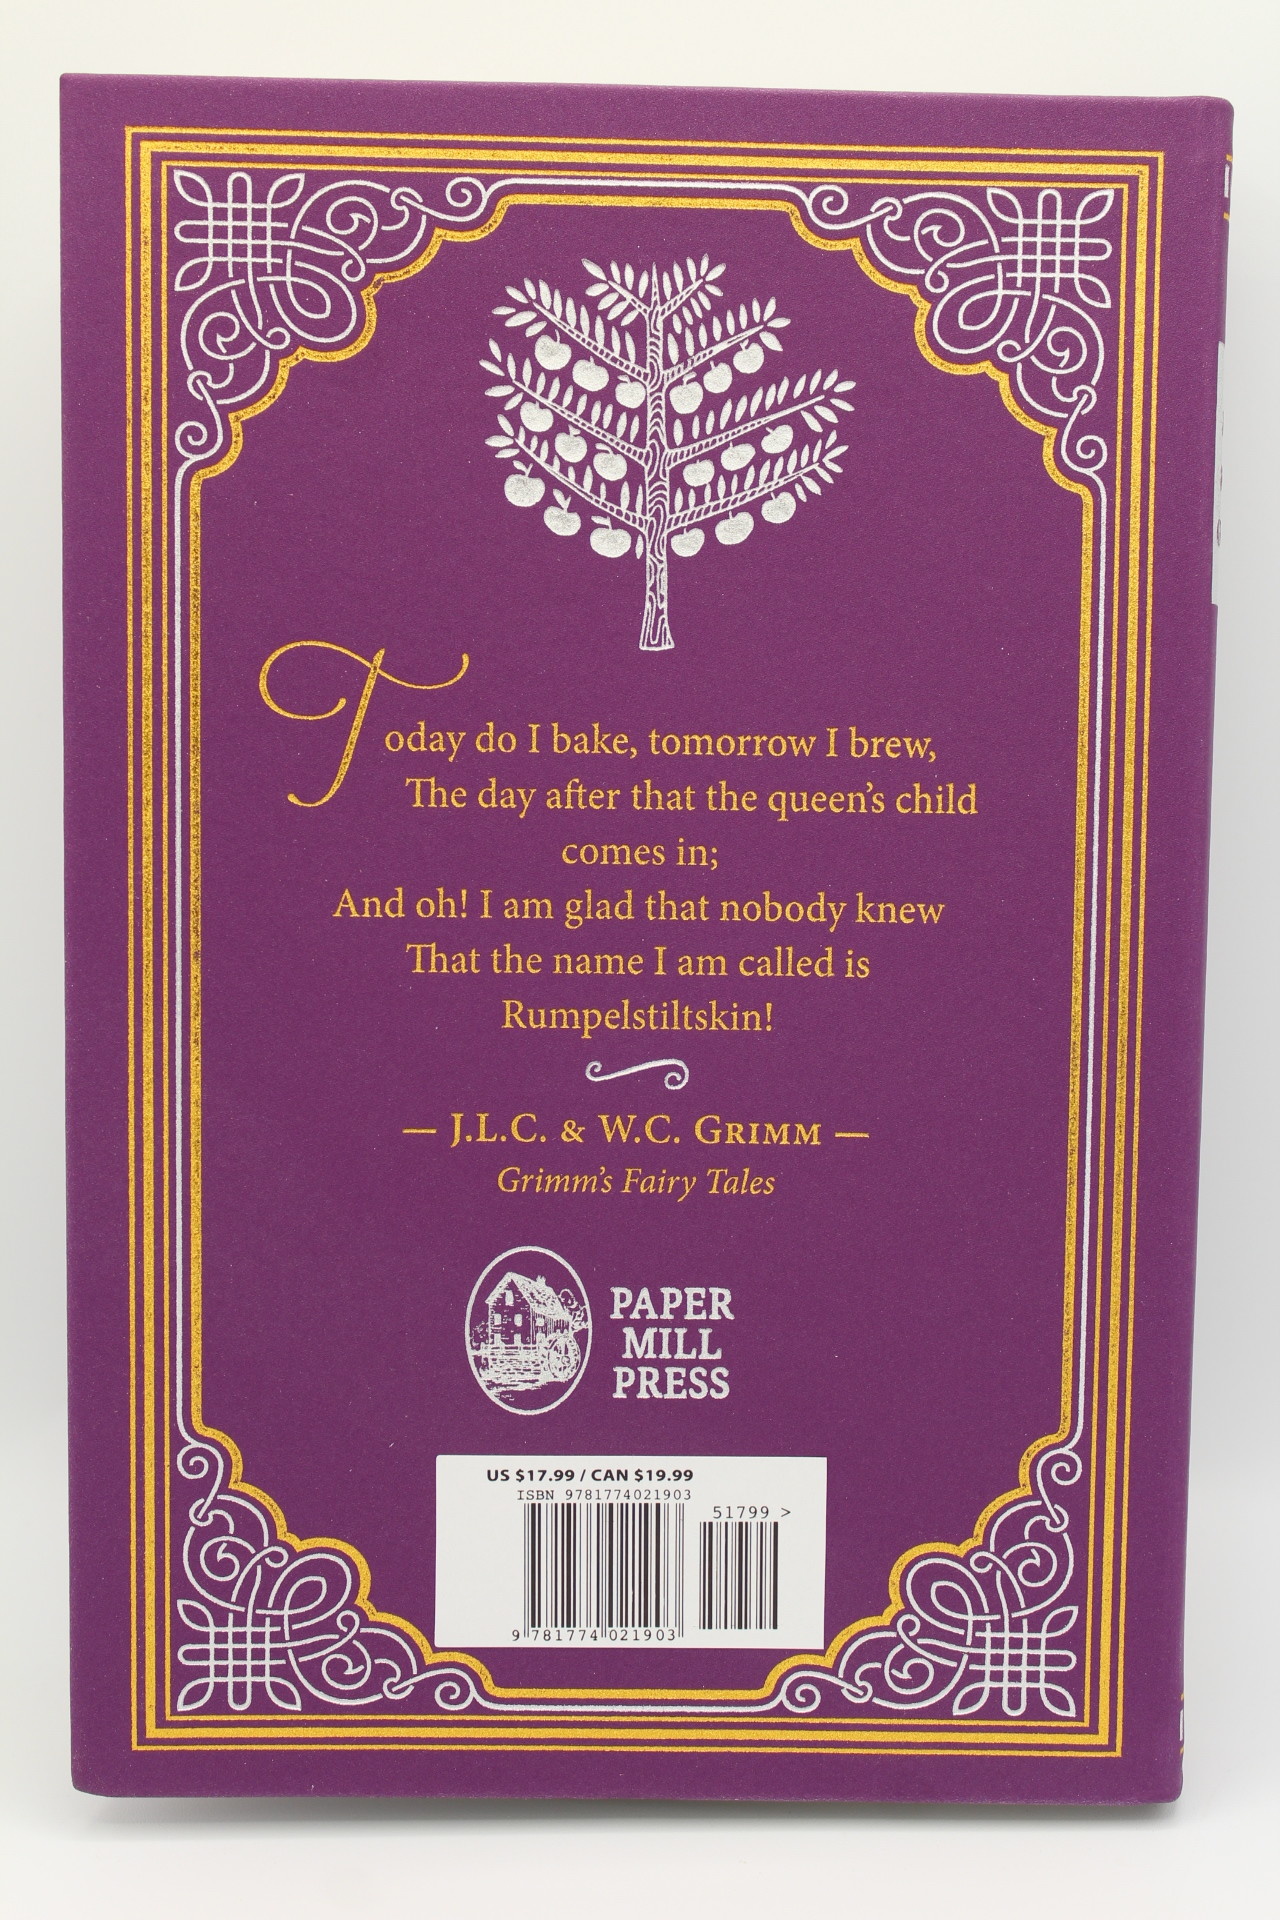 Today do I bake, tomorrow I brew,
The day after that the queen's child
comes in;
And oh! I am glad that nobody knew
That the name I am called is
Rumpelstiltskin!
— J.L.C. & W.C. GRIMM —
Grimm's Fairy Tales
PAPER
MILL
PRESS
US $17.99 / CAN $19.99
ISBN 9781774021903
51799 >
9 781774 021903